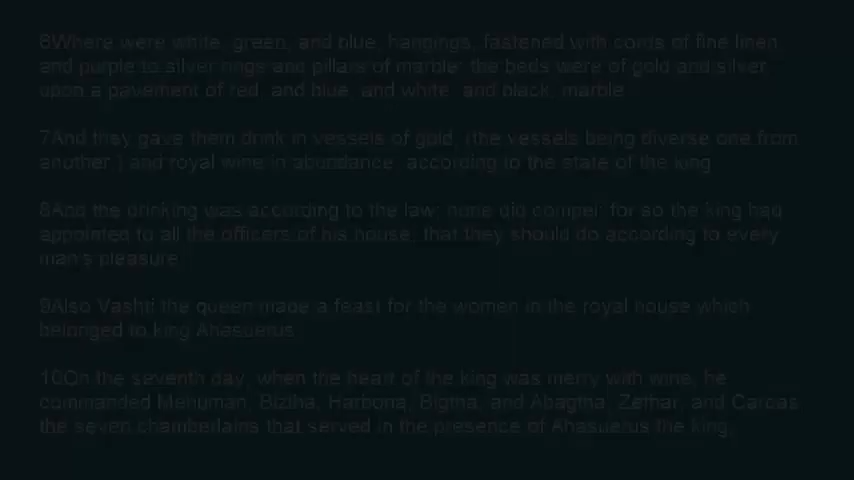 6Where were white, green, and blue, hangings, fastened with cords of fine linen
and purple to silver rings and pillars of marble: the beds were of gold and silver,
upon a pavement of red, and blue, and white, and black, marble.
7And they gave them drink in vessels of gold, (the vessels being diverse one from
another,) and royal wine in abundance, according to the state of the king.
8And the drinking was according to the law; none did compel: for so the king had
appointed to all the officers of his house, that they should do according to every
man's pleasure.
9Also Vashti the queen made a feast for the women in the royal house which
belonged to king Ahasuerus.
10On the seventh day, when the heart of the king was merry with wine, he
commanded Mehuman, Biztha, Harbona, Bigtha, and Abagtha, Zethar, and Carcas,
the seven chamberlains that served in the presence of Ahasuerus the king,